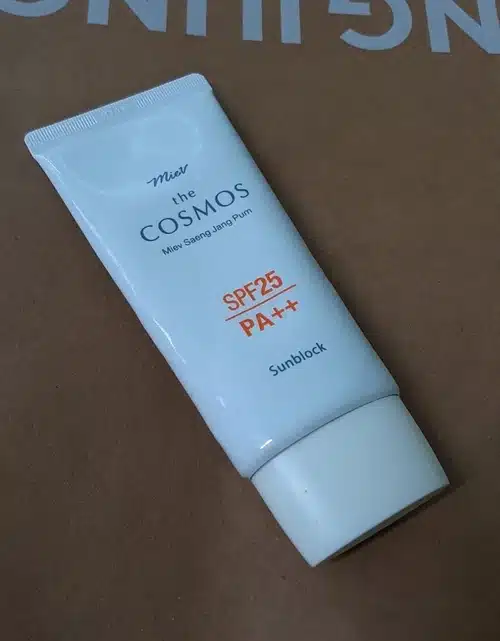 miev
the
COSMOS
Miev Saeng Jang Pum
SPF25
PA++
Sunblock